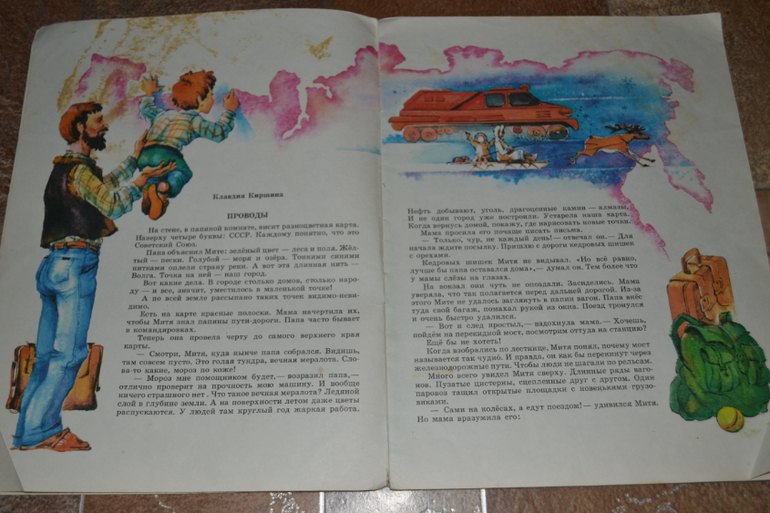 Клавдия Киршина
ПРОВОДЫ
На стене, в папиной комнате, висит разноцветная карта.
Наверху четыре буквы: СССР. Каждому понятно, что это
Советский Союз.
Папа объяснил Мите: зелёный цвет — леса и поля. Жёл-
тый — пески. Голубой — моря и озёра. Тонкими синими
нитками оплели страну реки. А вот эта длинная нить —
Волга. Точка на ней — наш город.
Вот какие дела. В городе столько домов, столько наро-
ду — и все, значит, уместилось в маленькой точке!
А по всей земле рассыпано таких точек видимо-неви-
димо.
Есть на карте красные полоски. Мама начертила их,
чтобы Митя знал папины пути-дороги. Папа часто бывает
в командировках.
Теперь она провела черту до самого верхнего края
карты.
— Смотри, Митя, куда нынче папа собрался. Видишь,
там совсем пусто. Это голая тундра, вечная мерзлота. Сло-
ва-то какие, мороз по коже!
— Мороз мне помощником будет,— возразил папа,—
отлично проверит на прочность мою машину. И вообще
ничего страшного нет. Что такое вечная мерзлота? Ледяной
слой в глубине земли. А на поверхности летом даже цветы
распускаются. У людей там круглый год жаркая работа.
Нефть добывают, уголь, драгоценные камни — алмазы.
И не один город уже построили. Устарела наша карта.
Когда вернусь домой, покажу, где нарисовать новые точки.
Мама просила его почаще писать письма.
— Только, чур, не каждый день! — отвечал он.— Для
начала ждите посылку. Пришлю с дороги кедровых шишек
с орехами.
Кедровых шишек Митя не видывал. «Но всё равно,
лучше бы папа оставался дома»,— думал он. Тем более что
у мамы слёзы на глазах.
На вокзал они чуть не опоздали. Засиделись. Мама
уверяла, что так полагается перед дальней дорогой. Из-за
этого Мите не удалось заглянуть в папин вагон. Папа внёс
туда свой багаж, помахал рукой из окна. Поезд тронулся
и очень быстро удалился.
— Вот и след простыл,— вздохнула мама.— Хочешь,
пойдём на перекидной мост, посмотрим оттуда на станцию?
Ещё бы не хотеть!
Когда взобрались по лестнице, Митя понял, почему мост
называется так чудно́. И правда, он как бы перекинут через
железнодорожные пути. Чтобы люди не шагали по рельсам.
Много всего увидел Митя сверху. Длинные ряды ваго-
нов. Пузатые цистерны, сцепленные друг с другом. Один
паровоз тащил открытые площадки с новенькими грузо-
виками.
— Сами на колёсах, а едут поездом! — удивился Митя.
Но мама вразумила его: